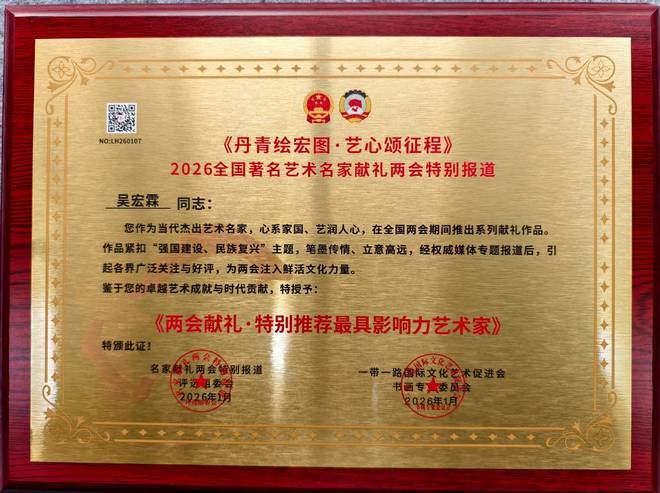 NO:LH260107
《丹青绘宏图·艺心颂征程》
2026全国著名艺术名家献礼两会特别报道
吴宏霖 同志：
您作为当代杰出艺术名家，心系家国、艺润人心，在全国两会期间推出系列献礼作品。
作品紧扣“强国建设、民族复兴”主题，笔墨传情、立意高远，经权威媒体专题报道后，引
起各界广泛关注与好评，为两会注入鲜活文化力量。
鉴于您的卓越艺术成就与时代贡献，特授予：
《两会献礼·特别推荐最具影响力艺术家》
特颁此证！
名家献礼两会特别报道
评选组委会
2026年1月
一带一路国际文化艺术促进会
书画专业委员会
2026年1月